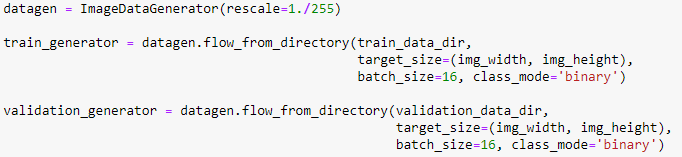 datagen = ImageDataGenerator(rescale=1./255)
train_generator = datagen.flow_from_directory(train_data_dir,
target_size=(img_width, img_height),
batch_size=16, class_mode='binary')
validation_generator = datagen.flow_from_directory(validation_data_dir,
target_size=(img_width, img_height),
batch_size=16, class_mode='binary')